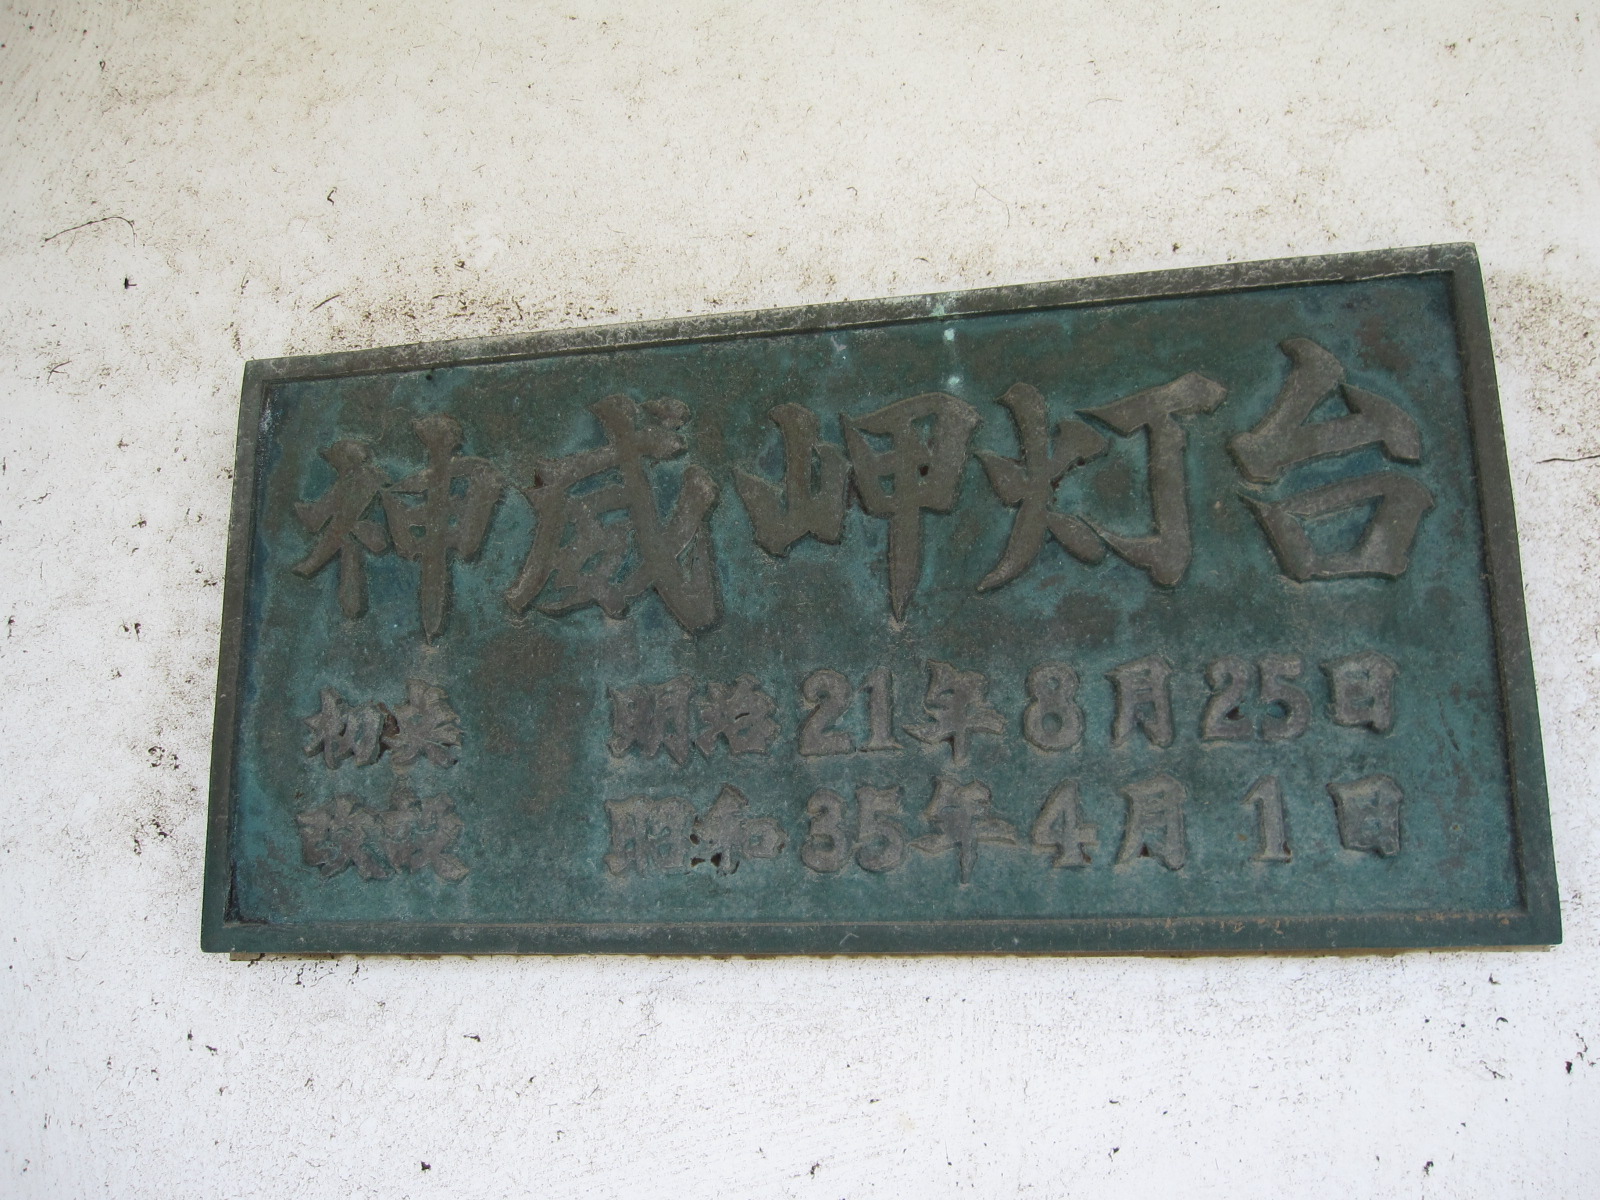 神威岬灯台
初点 明治21年8月25日
改設 昭和35年4月1日